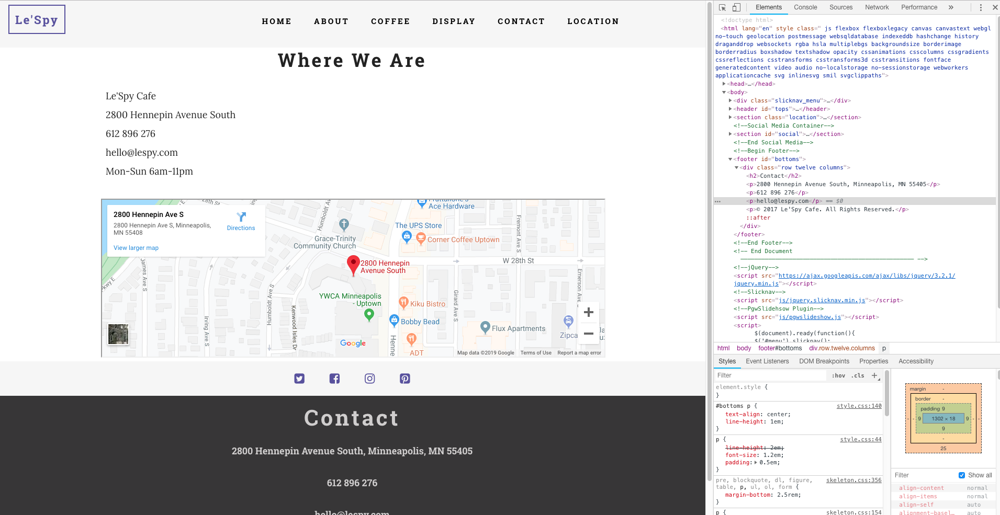 Le'Spy
HOME ABOUT COFFEE DISPLAY CONTACT LOCATION
Where We Are
Le'Spy Cafe
2800 Hennepin Avenue South
612 896 276
hello@lespy.com
Mon-Sun 6am-11pm
2800 Hennepin Ave S
2800 Hennepin Ave S, Minneapolis,
MN 55408
Directions
View larger map
28th St
Humboldt Av
Ace Hardware
The UPS Store
Grace-Trinity
Community Church
Corner Coffee Uptown
Fremont Ave S
W 28th St
2800 Hennepin
Avenue South
James Ave S
Pkwy E
Humboldt Ave S
YWCA Minneapolis
- Uptown
Kiku Bistro
Girard Ave S
Emerson Ave
Kenwood Isles Dr
Irving Ave S
Bobby Bead
Flux Apartments
Zipca
Henne
ADT
Google
Map data ©2019 Google Terms of Use Report a map error
Contact
2800 Hennepin Avenue South, Minneapolis, MN 55405
612 896 276
hello@lespy.com
Elements Console Sources Network Performance »
<!doctype html>
<html lang="en" style class=" js flexbox flexboxlegacy canvas canvastext webgl
no-touch geolocation postmessage websqldatabase indexeddb hashchange history
draganddrop websockets rgba hsla multiplebgs backgroundsize borderimage
borderradius boxshadow textshadow opacity cssanimations csscolumns cssgradients
cssreflections csstransforms csstransforms3d csstransitions fontface
generatedcontent video audio no-localstorage no-sessionstorage webworkers
applicationcache svg inlinesvg smil svgclippaths">
<head>…</head>
<body>
<div class="slicknav_menu">…</div>
<header id="tops">…</header>
<section class="location">…</section>
<!--Social Media Container-->
<section id="social">…</section>
<!--End Social Media-->
<!--Begin Footer-->
<footer id="bottoms">
<div class="row twelve columns">
<h2>Contact</h2>
<p>2800 Hennepin Avenue South, Minneapolis, MN 55405</p>
<p>612 896 276</p>
<p>hello@lespy.com</p> == $0
<p>© 2017 Le'Spy Cafe. All Rights Reserved.</p>
::after
</div>
</footer>
<!--End Footer-->
<!-- End Document
–––––––––––––––––––––––––––––––––––––––––––––––––– -->
<!--jQuery-->
<script src="https://ajax.googleapis.com/ajax/libs/jquery/3.2.1/
jquery.min.js"></script>
<!--Slicknav-->
<script src="js/jquery.slicknav.min.js"></script>
<!--PgwSlidehsow Plugin-->
<script src="js/pgwslideshow.js"></script>
<script>
$(document).ready(function(){
$('#menu').slicknav();
html body footer#bottoms div.row.twelve.columns p
Styles Event Listeners DOM Breakpoints Properties Accessibility
Filter :hov .cls +
element.style {
}
#bottoms p { style.css:140
text-align: center;
line-height: 1em;
}
p { style.css:44
line-height: 2em;
font-size: 1.2em;
padding: 0.5em;
}
pre, blockquote, dl, figure, skeleton.css:356
table, p, ul, ol, form {
margin-bottom: 2.5rem;
}
p { skeleton.css:154
margin -
border -
padding 9
- - 9 1302 × 18 9 - -
9
-
25
Filter Show all
align-content normal
align-items normal
align-self auto
alignment-basel… auto